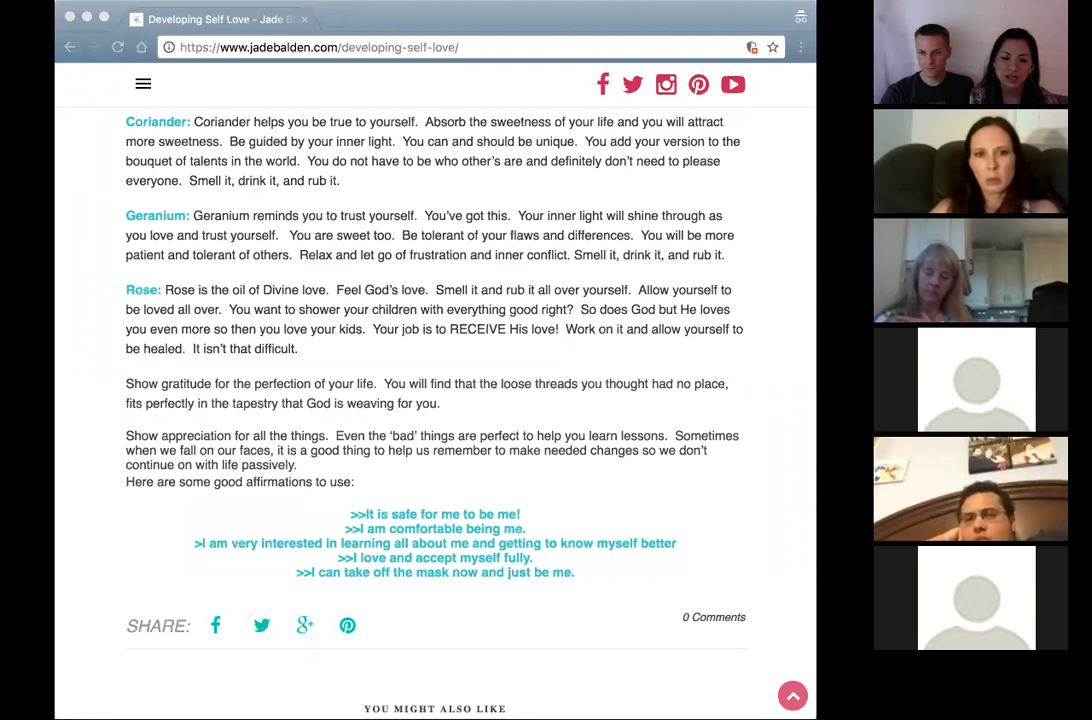 Developing Self Love - Jade B
https://www.jadebalden.com/developing-self-love/
Coriander: Coriander helps you be true to yourself.  Absorb the sweetness of your life and you will attract
more sweetness.  Be guided by your inner light.  You can and should be unique.  You add your version to the
bouquet of talents in the world.  You do not have to be who other's are and definitely don't need to please
everyone.  Smell it, drink it, and rub it.
Geranium: Geranium reminds you to trust yourself.  You've got this.  Your inner light will shine through as
you love and trust yourself.   You are sweet too.  Be tolerant of your flaws and differences.  You will be more
patient and tolerant of others.  Relax and let go of frustration and inner conflict. Smell it, drink it, and rub it.
Rose: Rose is the oil of Divine love.  Feel God's love.  Smell it and rub it all over yourself.  Allow yourself to
be loved all over.  You want to shower your children with everything good right?  So does God but He loves
you even more so then you love your kids.  Your job is to RECEIVE His love!  Work on it and allow yourself to
be healed.  It isn't that difficult.
Show gratitude for the perfection of your life.  You will find that the loose threads you thought had no place,
fits perfectly in the tapestry that God is weaving for you.
Show appreciation for all the things.  Even the 'bad' things are perfect to help you learn lessons.  Sometimes
when we fall on our faces, it is a good thing to help us remember to make needed changes so we don't
continue on with life passively.
Here are some good affirmations to use:
>>It is safe for me to be me!
>>I am comfortable being me.
>I am very interested in learning all about me and getting to know myself better
>>I love and accept myself fully.
>>I can take off the mask now and just be me.
SHARE:
0 Comments
YOU MIGHT ALSO LIKE